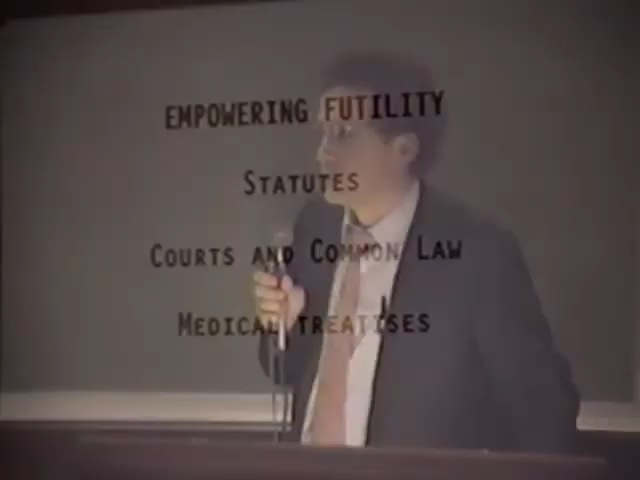 EMPOWERING FUTILITY
STATUTES
COURTS AND COMMON LAW
MEDICAL TREATISES